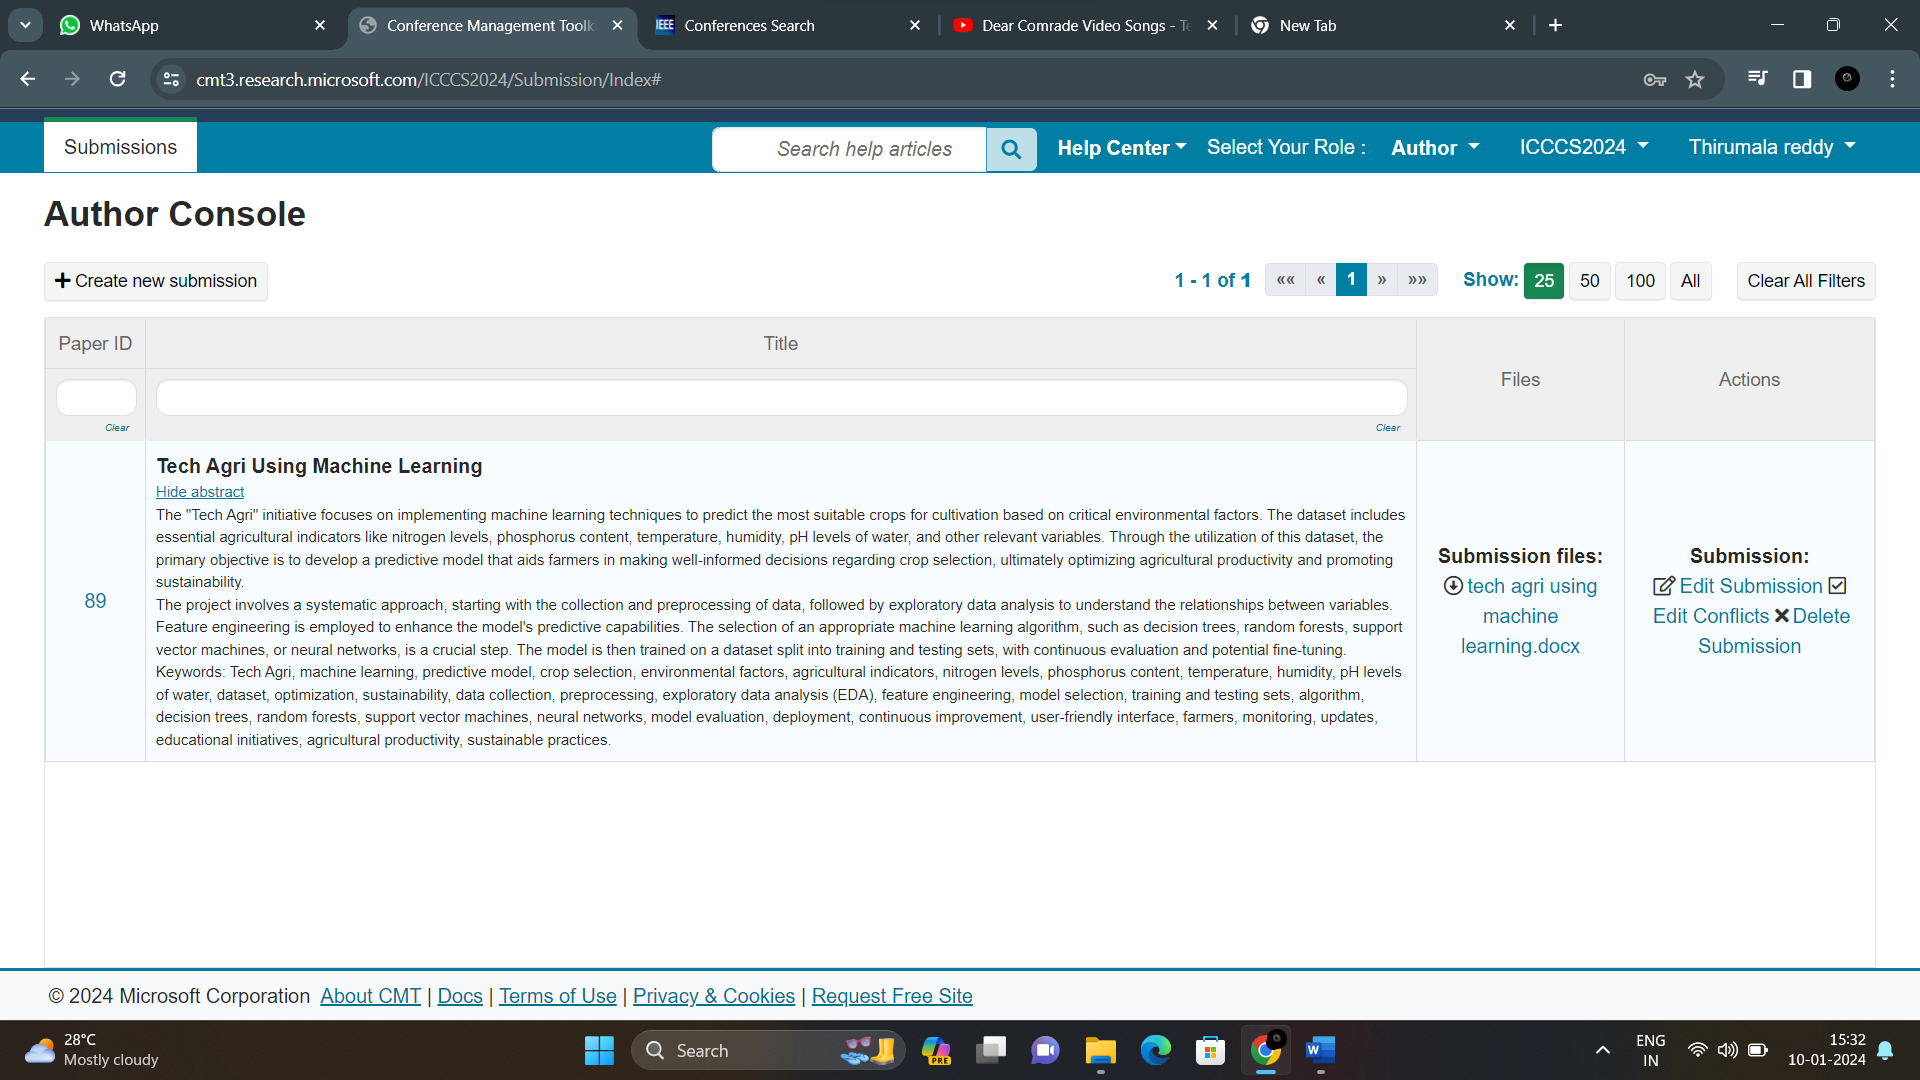 WhatsApp
Conference Management Toolk
Conferences Search
Dear Comrade Video Songs - Te
New Tab
cmt3.research.microsoft.com/ICCCS2024/Submission/Index#
Submissions
Search help articles
Help Center
Select Your Role :
Author
ICCCS2024
Thirumala reddy
Author Console
Create new submission
1 - 1 of 1
«« « 1 » »»
Show: 25 50 100 All
Clear All Filters
Paper ID
Title
Files
Actions
Clear
Clear
89
Tech Agri Using Machine Learning
Hide abstract
The "Tech Agri" initiative focuses on implementing machine learning techniques to predict the most suitable crops for cultivation based on critical environmental factors. The dataset includes
essential agricultural indicators like nitrogen levels, phosphorus content, temperature, humidity, pH levels of water, and other relevant variables. Through the utilization of this dataset, the
primary objective is to develop a predictive model that aids farmers in making well-informed decisions regarding crop selection, ultimately optimizing agricultural productivity and promoting
sustainability.
The project involves a systematic approach, starting with the collection and preprocessing of data, followed by exploratory data analysis to understand the relationships between variables.
Feature engineering is employed to enhance the model's predictive capabilities. The selection of an appropriate machine learning algorithm, such as decision trees, random forests, support
vector machines, or neural networks, is a crucial step. The model is then trained on a dataset split into training and testing sets, with continuous evaluation and potential fine-tuning.
Keywords: Tech Agri, machine learning, predictive model, crop selection, environmental factors, agricultural indicators, nitrogen levels, phosphorus content, temperature, humidity, pH levels
of water, dataset, optimization, sustainability, data collection, preprocessing, exploratory data analysis (EDA), feature engineering, model selection, training and testing sets, algorithm,
decision trees, random forests, support vector machines, neural networks, model evaluation, deployment, continuous improvement, user-friendly interface, farmers, monitoring, updates,
educational initiatives, agricultural productivity, sustainable practices.
Submission files:
tech agri using
machine
learning.docx
Submission:
Edit Submission
Edit Conflicts Delete
Submission
© 2024 Microsoft Corporation About CMT | Docs | Terms of Use | Privacy & Cookies | Request Free Site
28°C
Mostly cloudy
Search
PRE
ENG
IN
15:32
10-01-2024